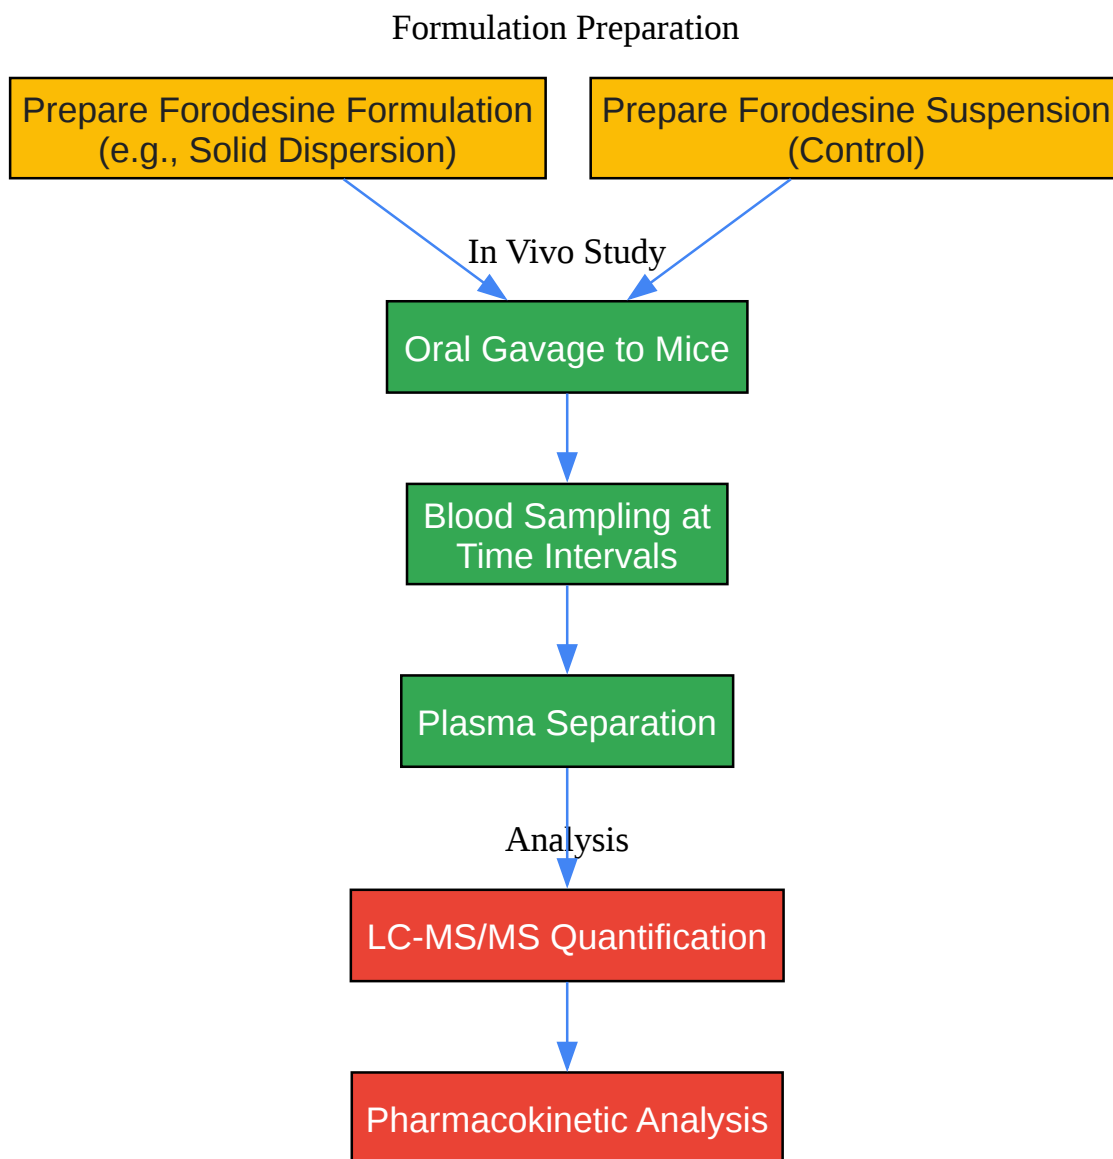 Formulation Preparation
Prepare Forodesine Formulation
(e.g., Solid Dispersion)
Prepare Forodesine Suspension
(Control)
In Vivo Study
Oral Gavage to Mice
Blood Sampling at
Time Intervals
Plasma Separation
Analysis
LC-MS/MS Quantification
Pharmacokinetic Analysis